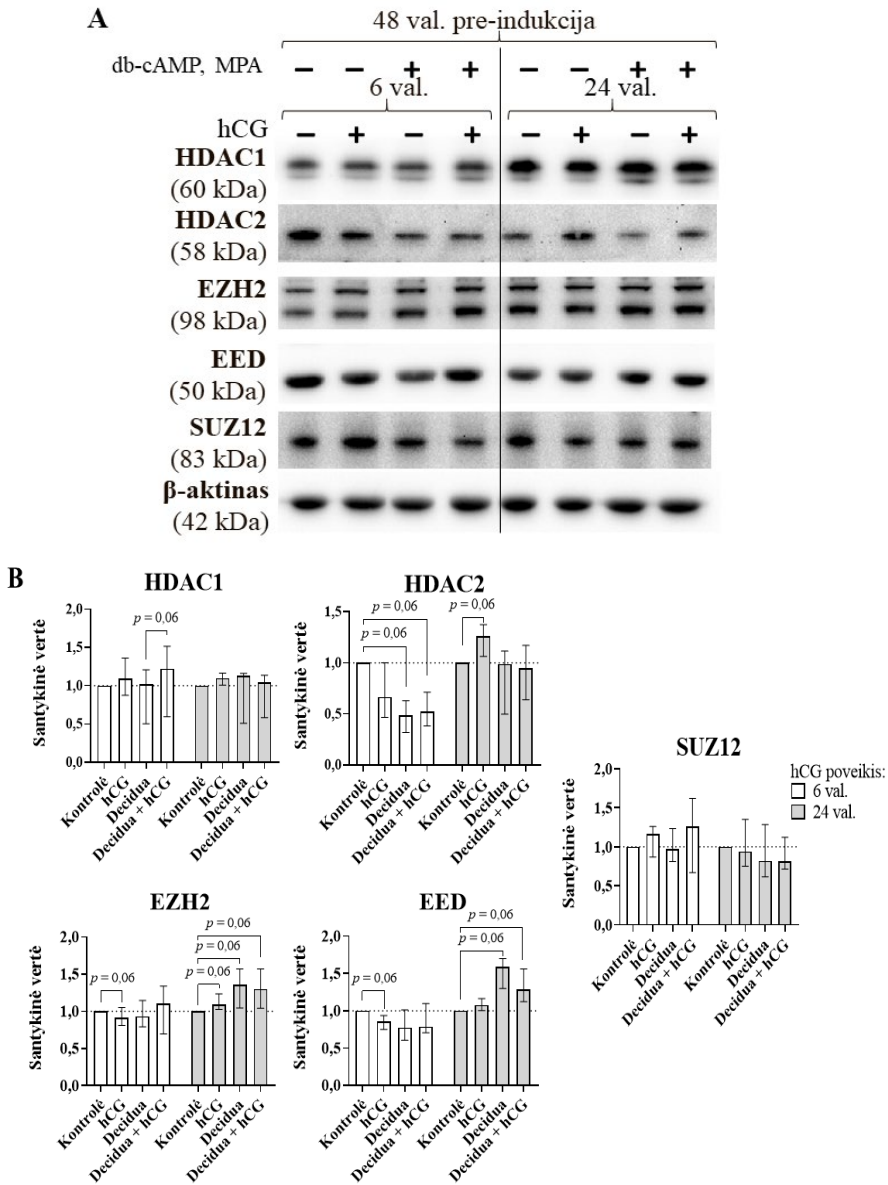 A
48 val. pre-indukcija
db-cAMP, MPA − − + + − − + +
6 val. 24 val.
hCG − + − + − + − +
HDAC1
(60 kDa)
HDAC2
(58 kDa)
EZH2
(98 kDa)
EED
(50 kDa)
SUZ12
(83 kDa)
β-aktinas
(42 kDa)
B
HDAC1
Santykinė vertė
2,0
1,5
1,0
0,5
0,0
p = 0,06
Kontrolė hCG Decidua Decidua + hCG Kontrolė hCG Decidua Decidua + hCG
HDAC2
Santykinė vertė
1,5
1,0
0,5
0,0
p = 0,06
p = 0,06
p = 0,06
Kontrolė hCG Decidua Decidua + hCG Kontrolė hCG Decidua Decidua + hCG
SUZ12
Santykinė vertė
2,0
1,5
1,0
0,5
0,0
Kontrolė hCG Decidua Decidua + hCG Kontrolė hCG Decidua Decidua + hCG
hCG poveikis:
6 val.
24 val.
EZH2
Santykinė vertė
2,0
1,5
1,0
0,5
0,0
p = 0,06
p = 0,06
p = 0,06
p = 0,06
Kontrolė hCG Decidua Decidua + hCG Kontrolė hCG Decidua Decidua + hCG
EED
Santykinė vertė
2,0
1,5
1,0
0,5
0,0
p = 0,06
p = 0,06
p = 0,06
Kontrolė hCG Decidua Decidua + hCG Kontrolė hCG Decidua Decidua + hCG